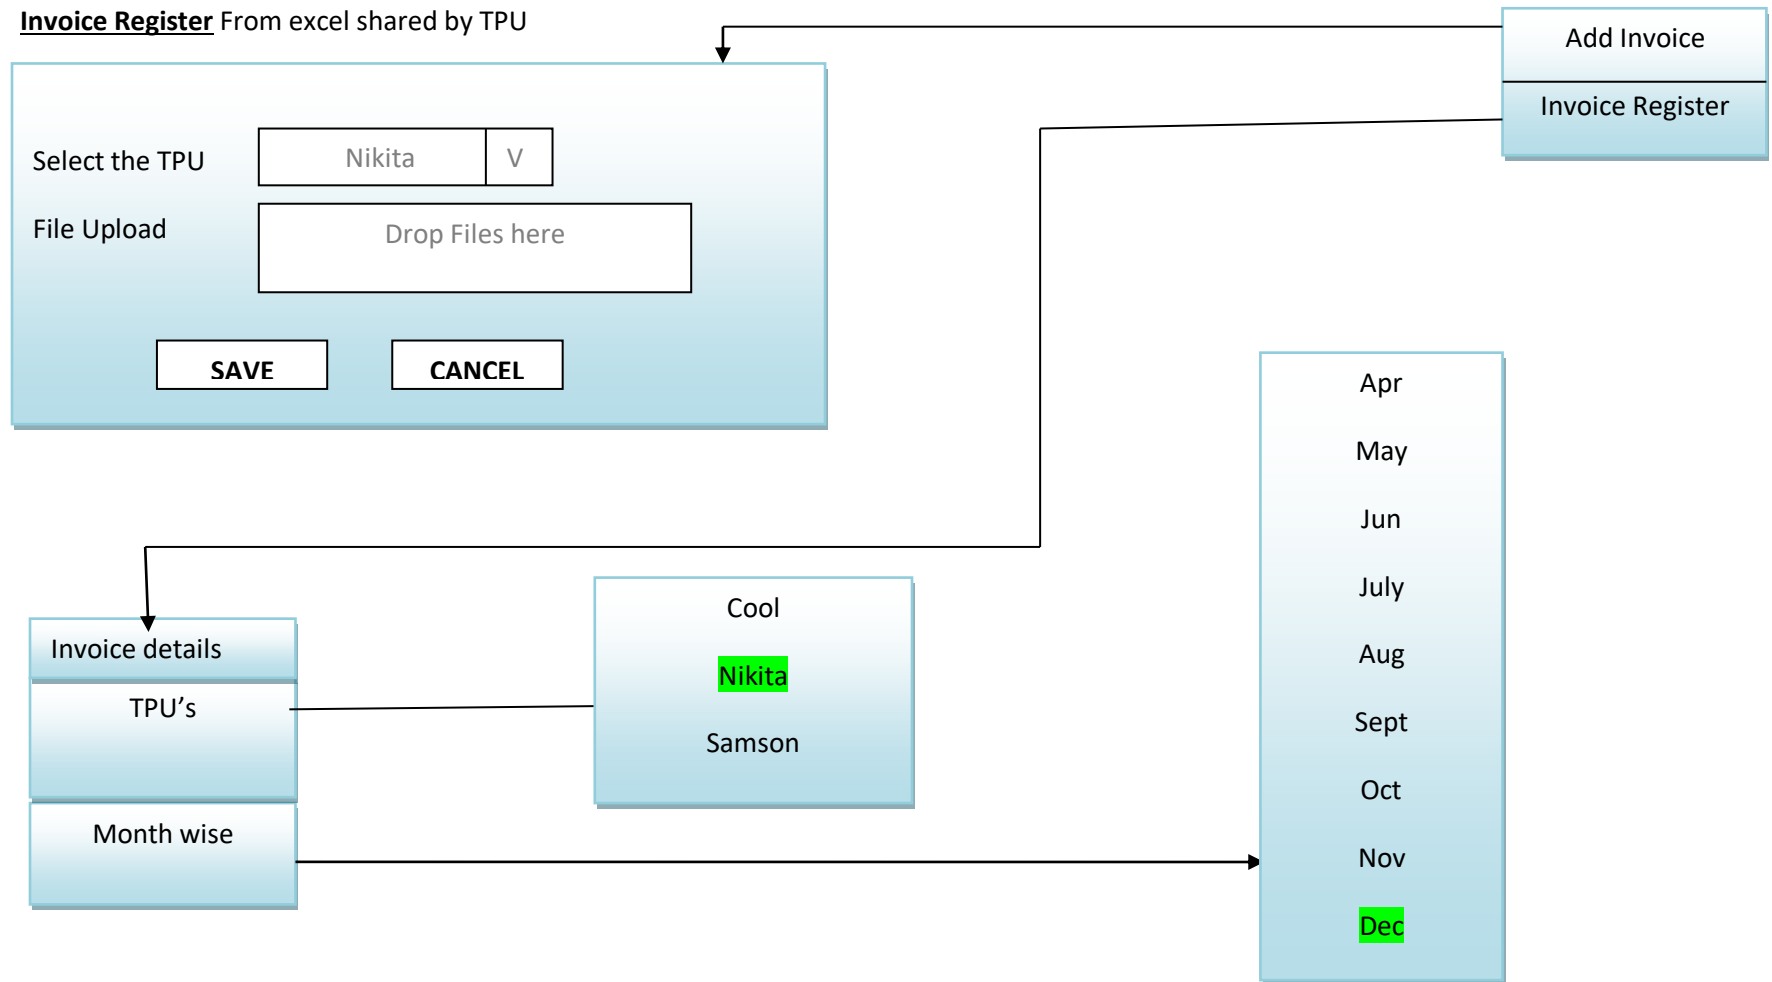 Invoice Register From excel shared by TPU
Add Invoice
Invoice Register
Select the TPU
Nikita
V
File Upload
Drop Files here
SAVE
CANCEL
Invoice details
TPU’s
Month wise
Cool
Nikita
Samson
Apr
May
Jun
July
Aug
Sept
Oct
Nov
Dec